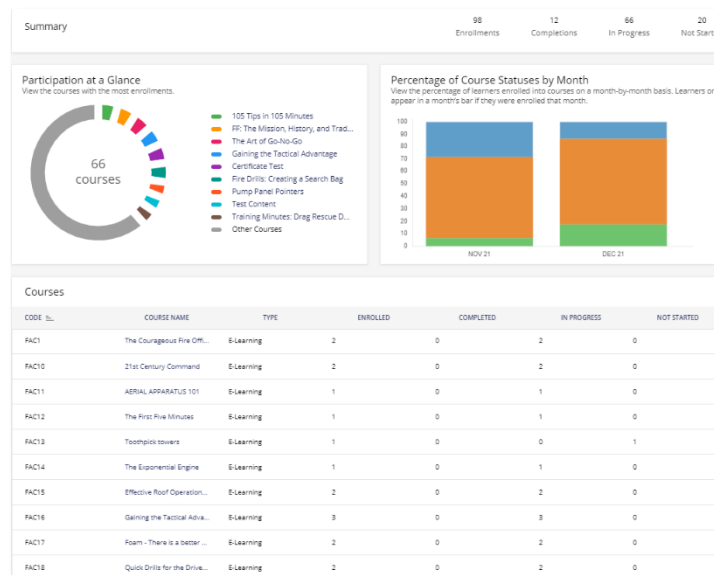 Summary
98 12 66 20
Enrollments Completions In Progress Not Start
Participation at a Glance
View the courses with the most enrollments.
66
courses
105 Tips in 105 Minutes
FF: The Mission, History, and Trad...
The Art of Go-No-Go
Gaining the Tactical Advantage
Certificate Test
Fire Drills: Creating a Search Bag
Pump Panel Pointers
Test Content
Training Minutes: Drag Rescue D...
Other Courses
Percentage of Course Statuses by Month
View the percentage of learners enrolled into courses on a month-by-month basis. Learners or
appear in a month's bar if they were enrolled that month.
100
90
80
70
60
50
40
30
20
10
0
NOV 21 DEC 21
Courses
CODE COURSE NAME TYPE ENROLLED COMPLETED IN PROGRESS NOT STARTED
FAC1 The Courageous Fire Offi... E-Learning 2 0 2 0
FAC10 21st Century Command E-Learning 2 0 2 0
FAC11 AERIAL APPARATUS 101 E-Learning 1 0 1 0
FAC12 The First Five Minutes E-Learning 1 0 1 0
FAC13 Toothpick towers E-Learning 1 0 0 1
FAC14 The Exponential Engine E-Learning 1 0 1 0
FAC15 Effective Roof Operation... E-Learning 2 0 2 0
FAC16 Gaining the Tactical Adva... E-Learning 3 0 3 0
FAC17 Foam - There is a better ... E-Learning 2 0 2 0
FAC18 Quick Drills for the Drive... E-Learning 2 0 2 0